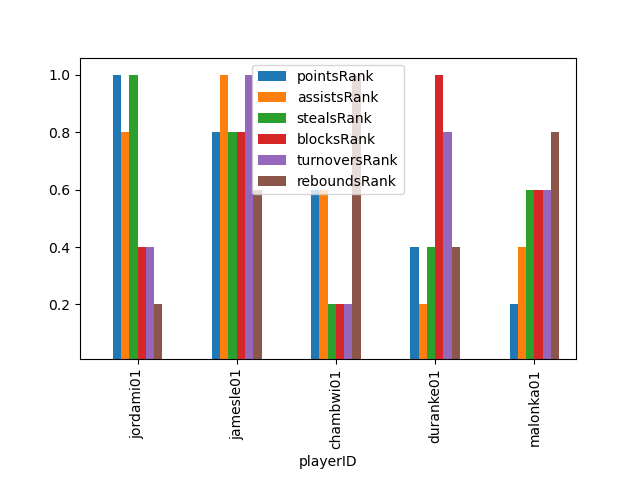 1.0
0.8
0.6
0.4
0.2
pointsRank
assistsRank
stealsRank
blocksRank
turnoversRank
reboundsRank
jordami01
jamesle01
chambwi01
duranke01
malonka01
playerID